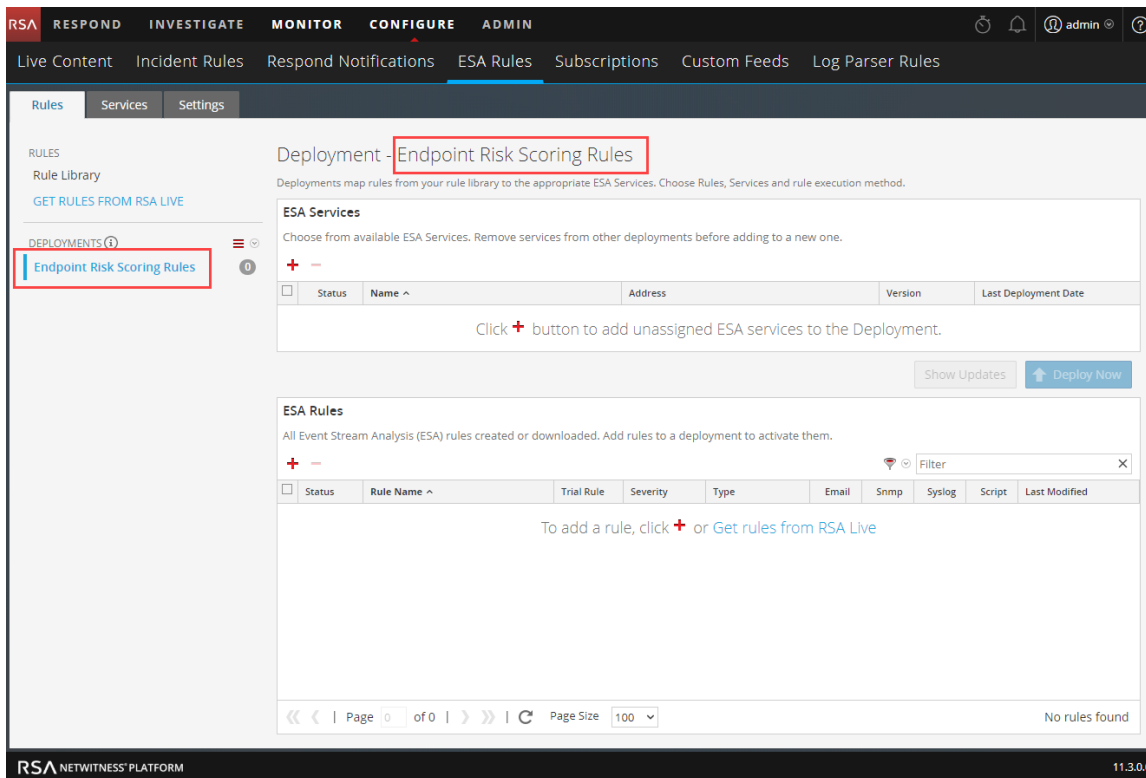 RSA RESPOND INVESTIGATE MONITOR CONFIGURE ADMIN admin
Live Content Incident Rules Respond Notifications ESA Rules Subscriptions Custom Feeds Log Parser Rules
Rules Services Settings
RULES
Rule Library
GET RULES FROM RSA LIVE
DEPLOYMENTS
Endpoint Risk Scoring Rules 0
Deployment - Endpoint Risk Scoring Rules
Deployments map rules from your rule library to the appropriate ESA Services. Choose Rules, Services and rule execution method.
ESA Services
Choose from available ESA Services. Remove services from other deployments before adding to a new one.
Status Name Address Version Last Deployment Date
Click + button to add unassigned ESA services to the Deployment.
Show Updates Deploy Now
ESA Rules
All Event Stream Analysis (ESA) rules created or downloaded. Add rules to a deployment to activate them.
Filter
Status Rule Name Trial Rule Severity Type Email Snmp Syslog Script Last Modified
To add a rule, click + or Get rules from RSA Live
Page 0 of 0 Page Size 100 No rules found
RSA NETWITNESS® PLATFORM 11.3.0.